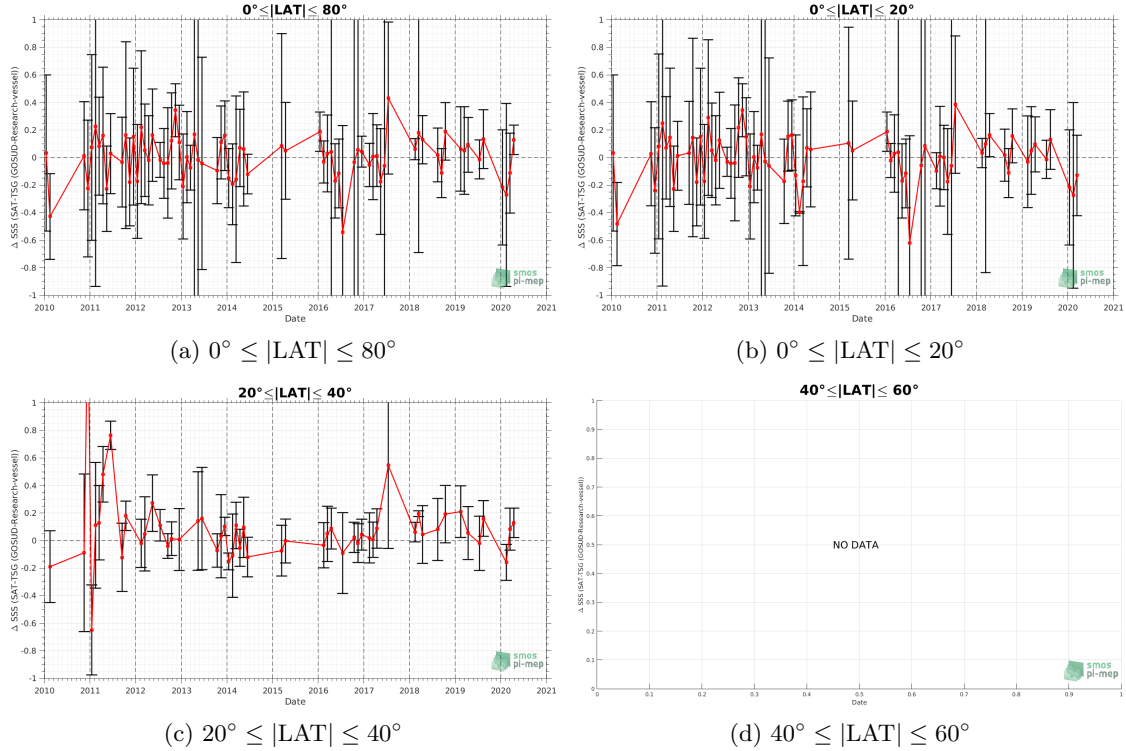 0°≤|LAT|≤ 80°
Δ SSS (SAT-TSG (GOSUD-Research-vessel))
1
0.8
0.6
0.4
0.2
0
-0.2
-0.4
-0.6
-0.8
-1
2010 2011 2012 2013 2014 2015 2016 2017 2018 2019 2020 2021
Date
smos
pi-mep
(a) 0° ≤ |LAT| ≤ 80°
0°≤|LAT|≤ 20°
Δ SSS (SAT-TSG (GOSUD-Research-vessel))
1
0.8
0.6
0.4
0.2
0
-0.2
-0.4
-0.6
-0.8
-1
2010 2011 2012 2013 2014 2015 2016 2017 2018 2019 2020 2021
Date
smos
pi-mep
(b) 0° ≤ |LAT| ≤ 20°
20°≤|LAT|≤ 40°
Δ SSS (SAT-TSG (GOSUD-Research-vessel))
1
0.8
0.6
0.4
0.2
0
-0.2
-0.4
-0.6
-0.8
-1
2010 2011 2012 2013 2014 2015 2016 2017 2018 2019 2020 2021
Date
smos
pi-mep
(c) 20° ≤ |LAT| ≤ 40°
40°≤|LAT|≤ 60°
Δ SSS (SAT-TSG (GOSUD-Research-vessel))
1
0.9
0.8
0.7
0.6
0.5
0.4
0.3
0.2
0.1
0
NO DATA
0 0.1 0.2 0.3 0.4 0.5 0.6 0.7 0.8 0.9 1
Date
smos
pi-mep
(d) 40° ≤ |LAT| ≤ 60°